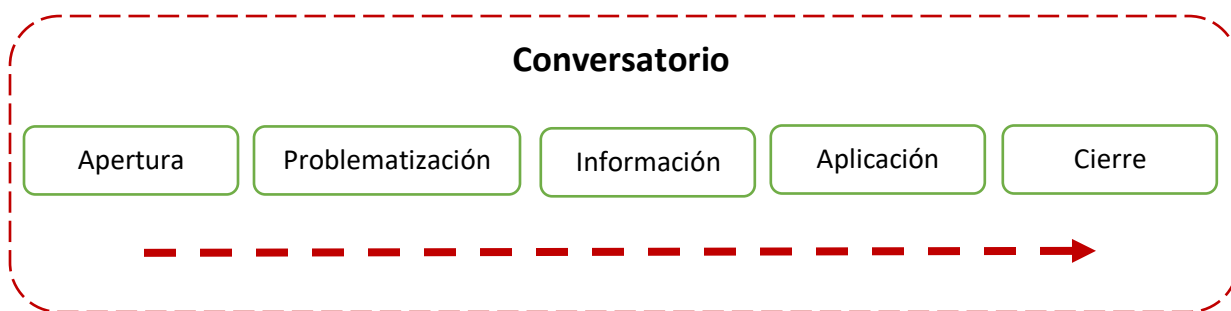 Conversatorio
Apertura
Problematización
Información
Aplicación
Cierre